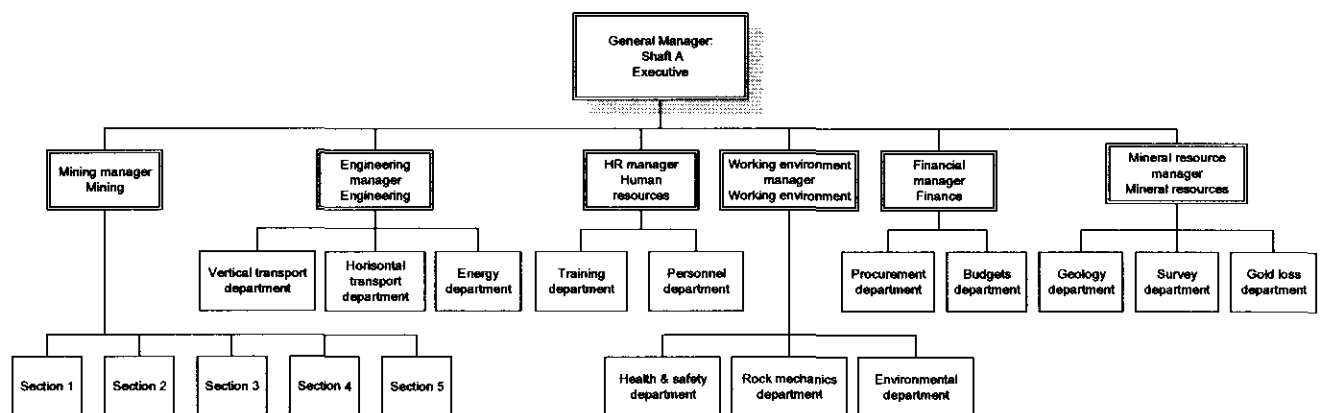 General Manager:
Shaft A
Executive
Mining manager
Mining
Engineering
manager
Engineering
HR manager
Human
resources
Working environment
manager
Working environment
Financial
manager
Finance
Mineral resource
manager
Mineral resources
Vertical transport
department
Horisontal
transport
department
Energy
department
Training
department
Personnel
department
Procurement
department
Budgets
department
Geology
department
Survey
department
Gold loss
department
Section 1
Section 2
Section 3
Section 4
Section 5
Health & safety
department
Rock mechanics
department
Environmental
department